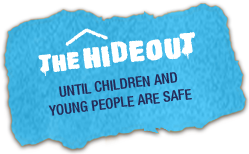 THE HIDEOUT
UNTIL CHILDREN AND
YOUNG PEOPLE ARE SAFE